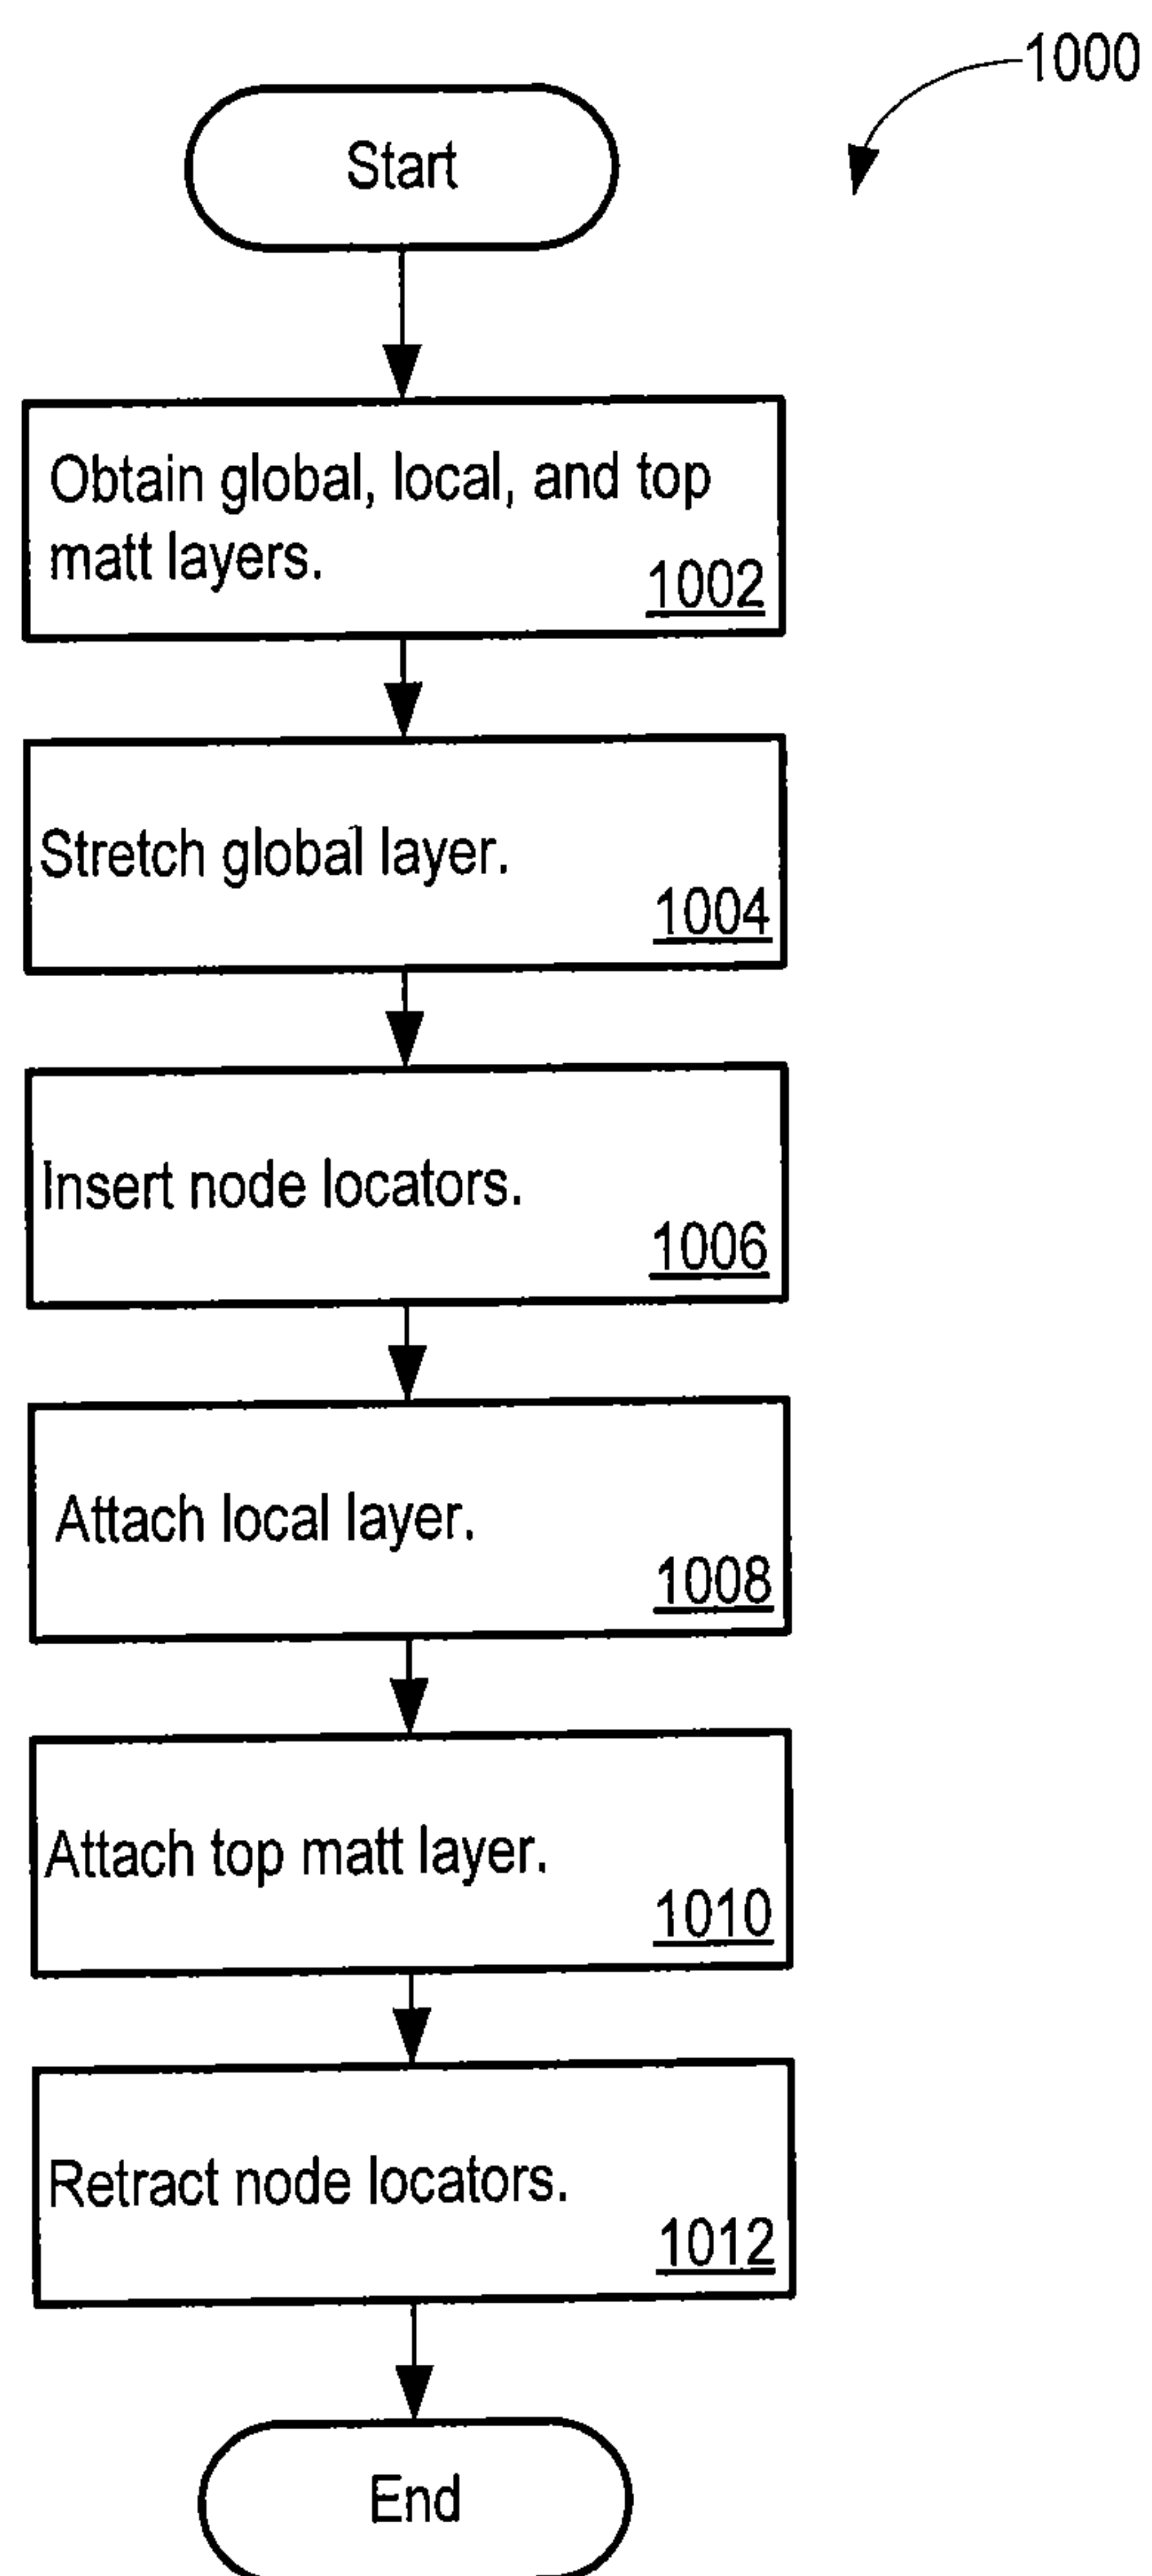 1000
Start
Obtain global, local, and top
matt layers.
1002
Stretch global layer.
1004
Insert node locators.
1006
Attach local layer.
1008
Attach top matt layer.
1010
Retract node locators.
1012
End